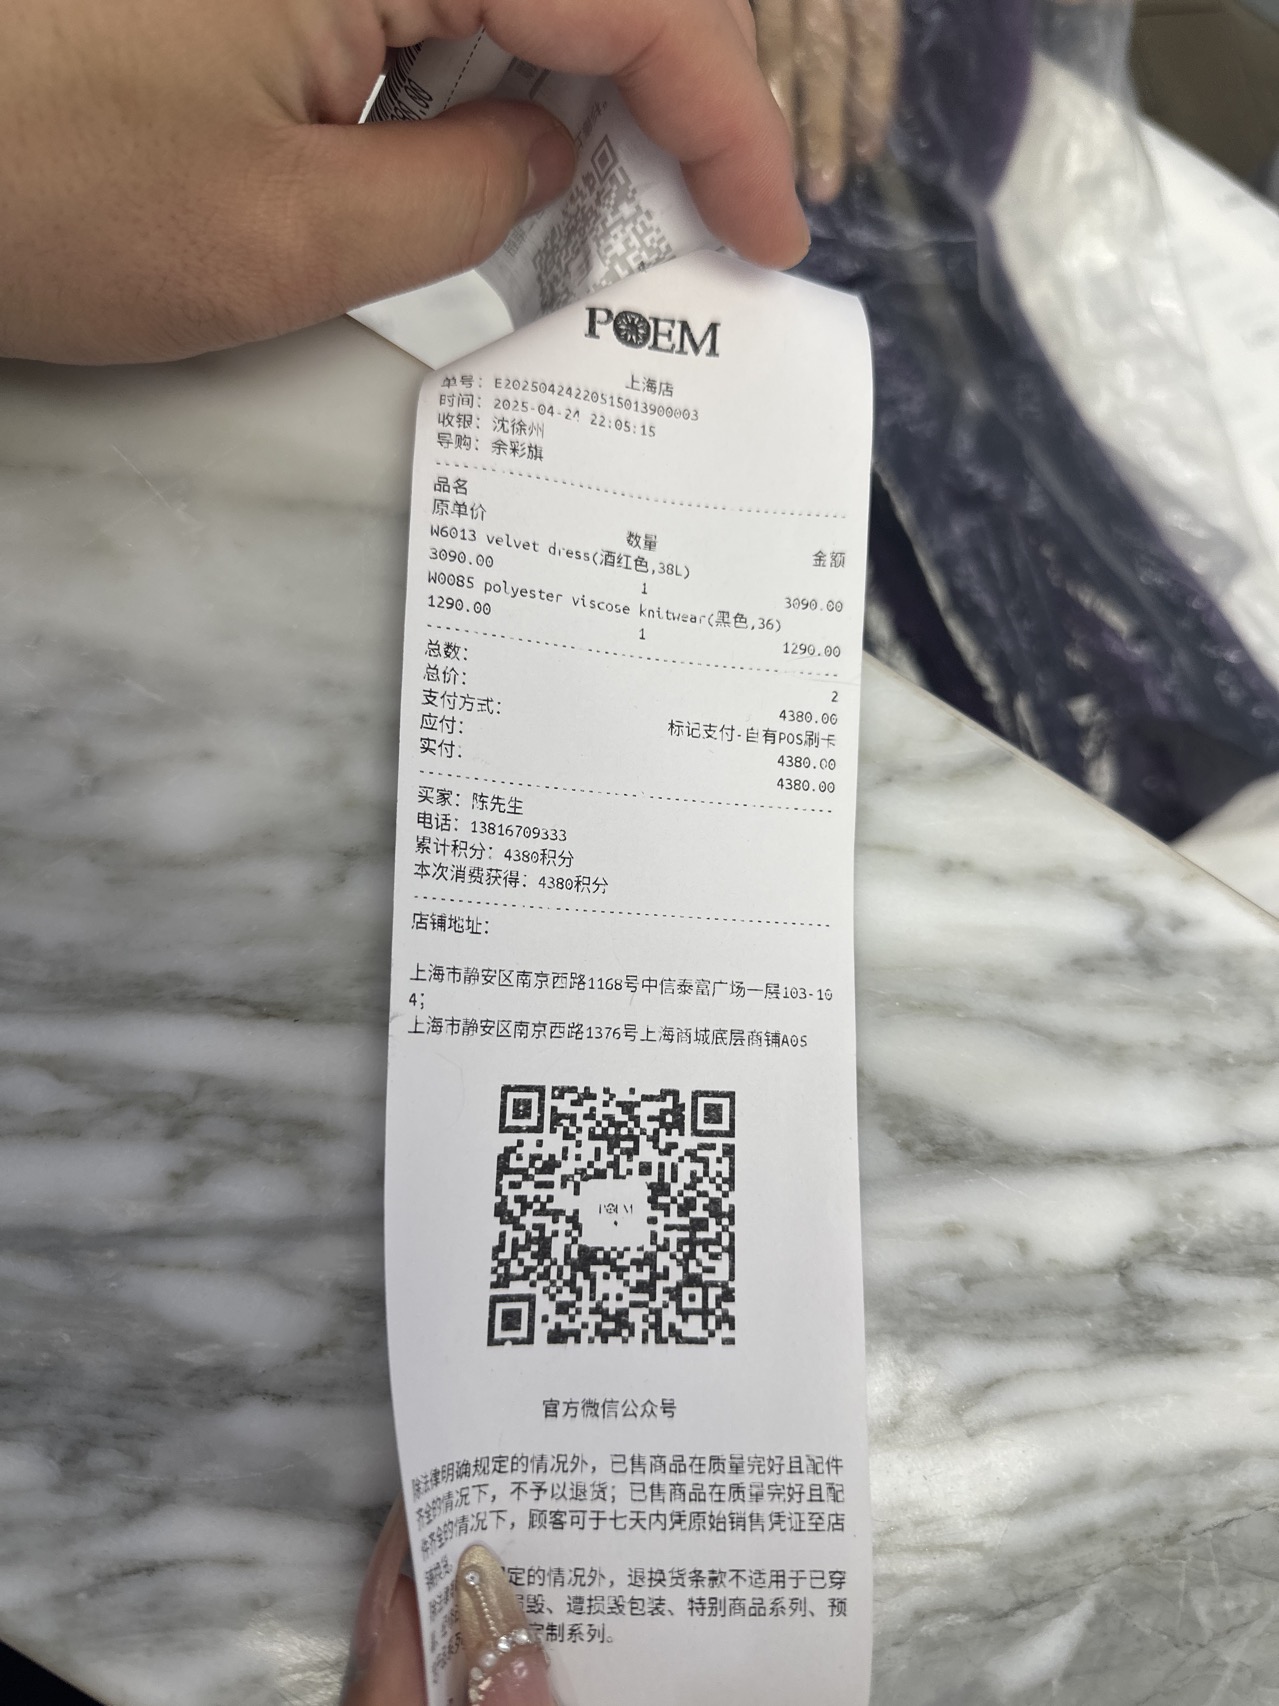 POEM
上海店
单号：E20250424220515013900003
时间：2025-04-24 22:05:15
收银：沈徐州
导购：余彩旗
品名
原单价 数量 金额
W6013 velvet dress(酒红色,38L)
3090.00 1 3090.00
W0085 polyester viscose knitwear(黑色,36)
1290.00 1 1290.00
总数： 2
总价： 4380.00
支付方式： 标记支付-自有POS刷卡
应付： 4380.00
实付： 4380.00
买家：陈先生
电话：13816709333
累计积分：4380积分
本次消费获得：4380积分
店铺地址：
上海市静安区南京西路1168号中信泰富广场一层103-10
4；
上海市静安区南京西路1376号上海商城底层商铺A05
POEM
官方微信公众号
除法律明确规定的情况外，已售商品在质量完好且配件
齐全的情况下，不予以退货；已售商品在质量完好且配
件齐全的情况下，顾客可于七天内凭原始销售凭证至店
铺换货。
除法律 定的情况外，退换货条款不适用于已穿
毁、遭损毁包装、特别商品系列、预
定制系列。